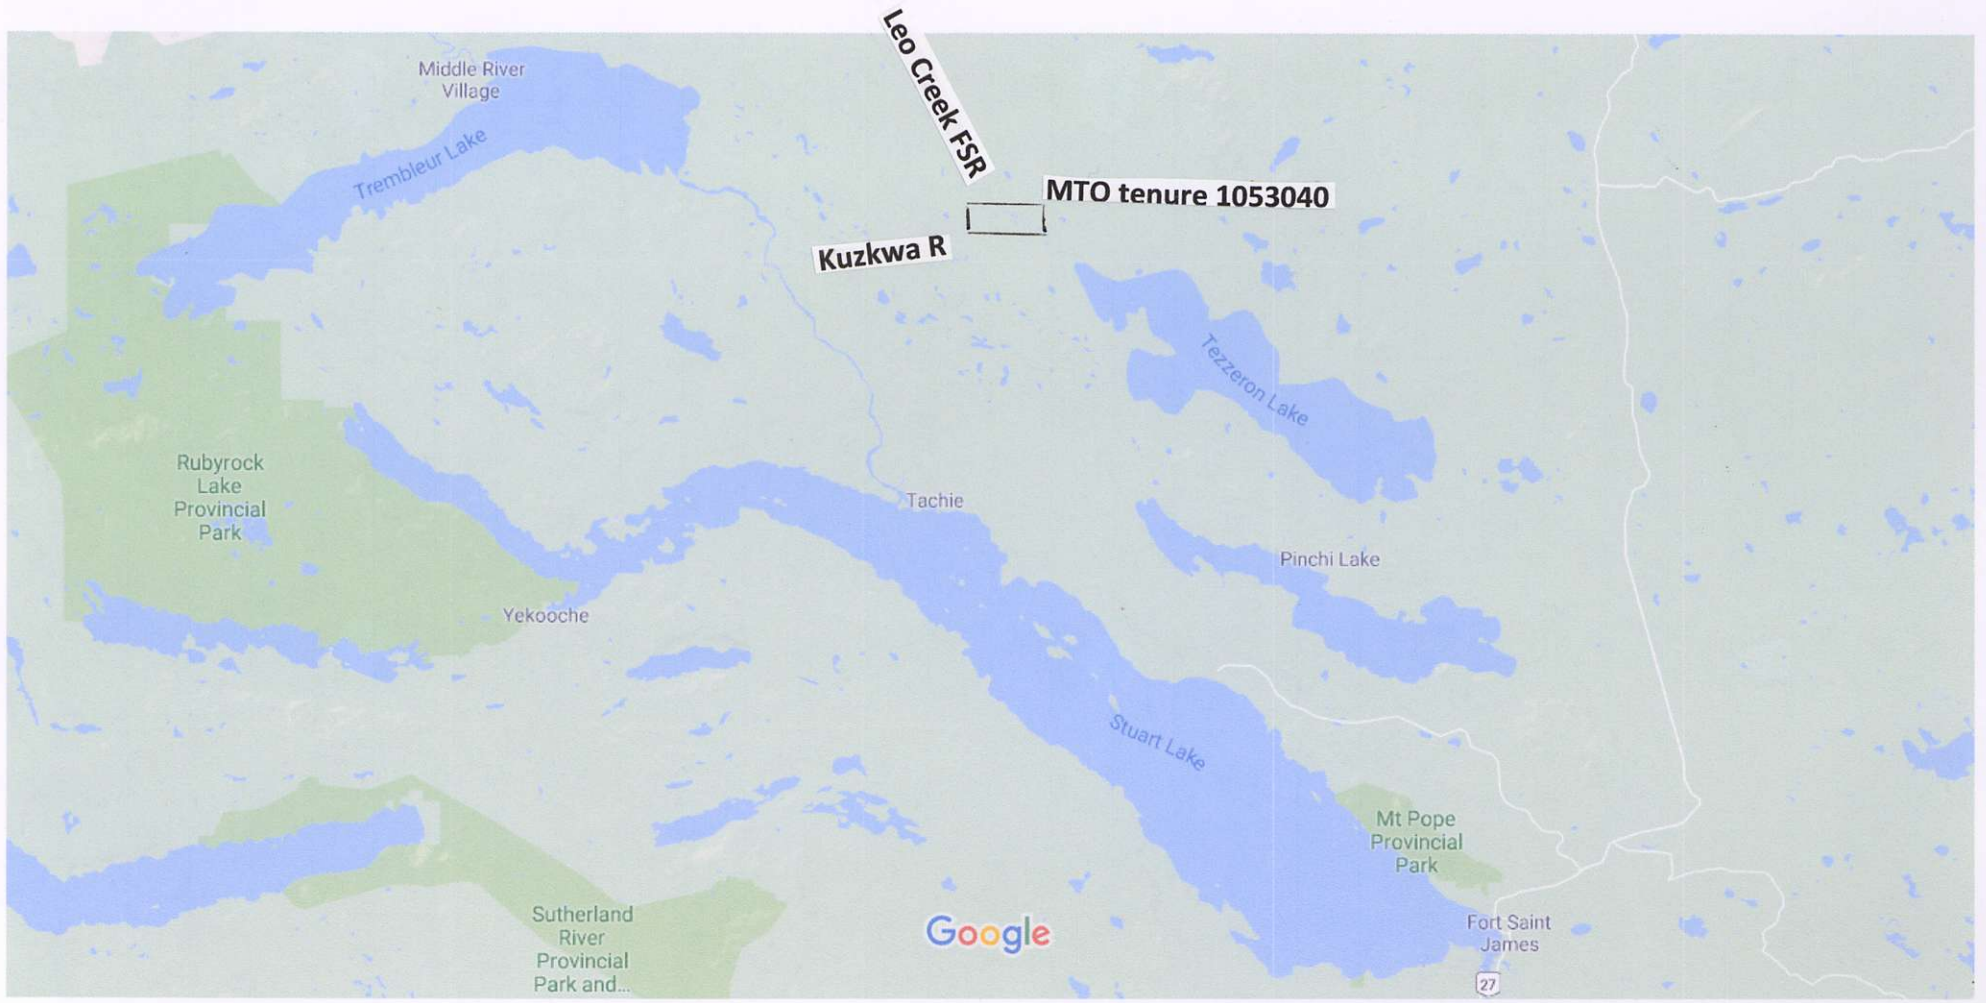 Leo Creek FSR
Middle River
Village
Trembleur Lake
MTO tenure 1053040
Kuzkwa R
Tezzeron Lake
Rubyrock
Lake
Provincial
Park
Tachie
Pinchi Lake
Yekooche
Stuart Lake
Mt Pope
Provincial
Park
Sutherland
River
Provincial
Park and...
Google
Fort Saint
James
27